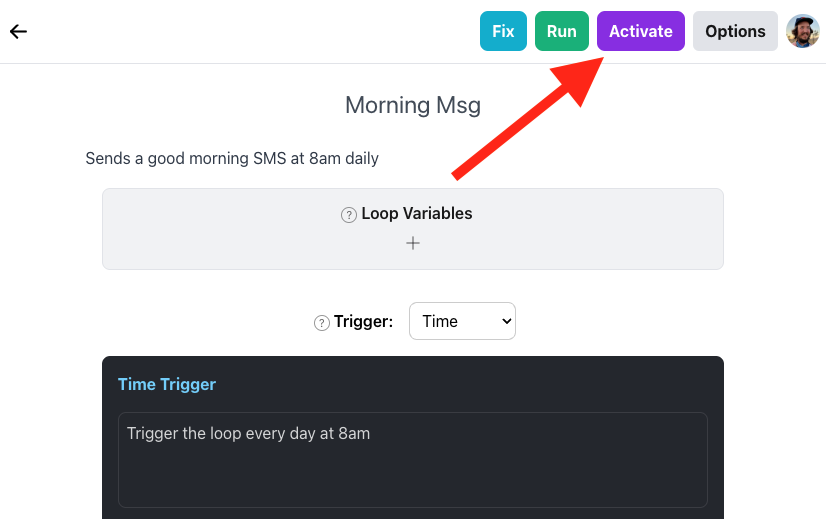 Fix Run Activate Options
Morning Msg
Sends a good morning SMS at 8am daily
? Loop Variables
+
? Trigger: Time
Time Trigger
Trigger the loop every day at 8am